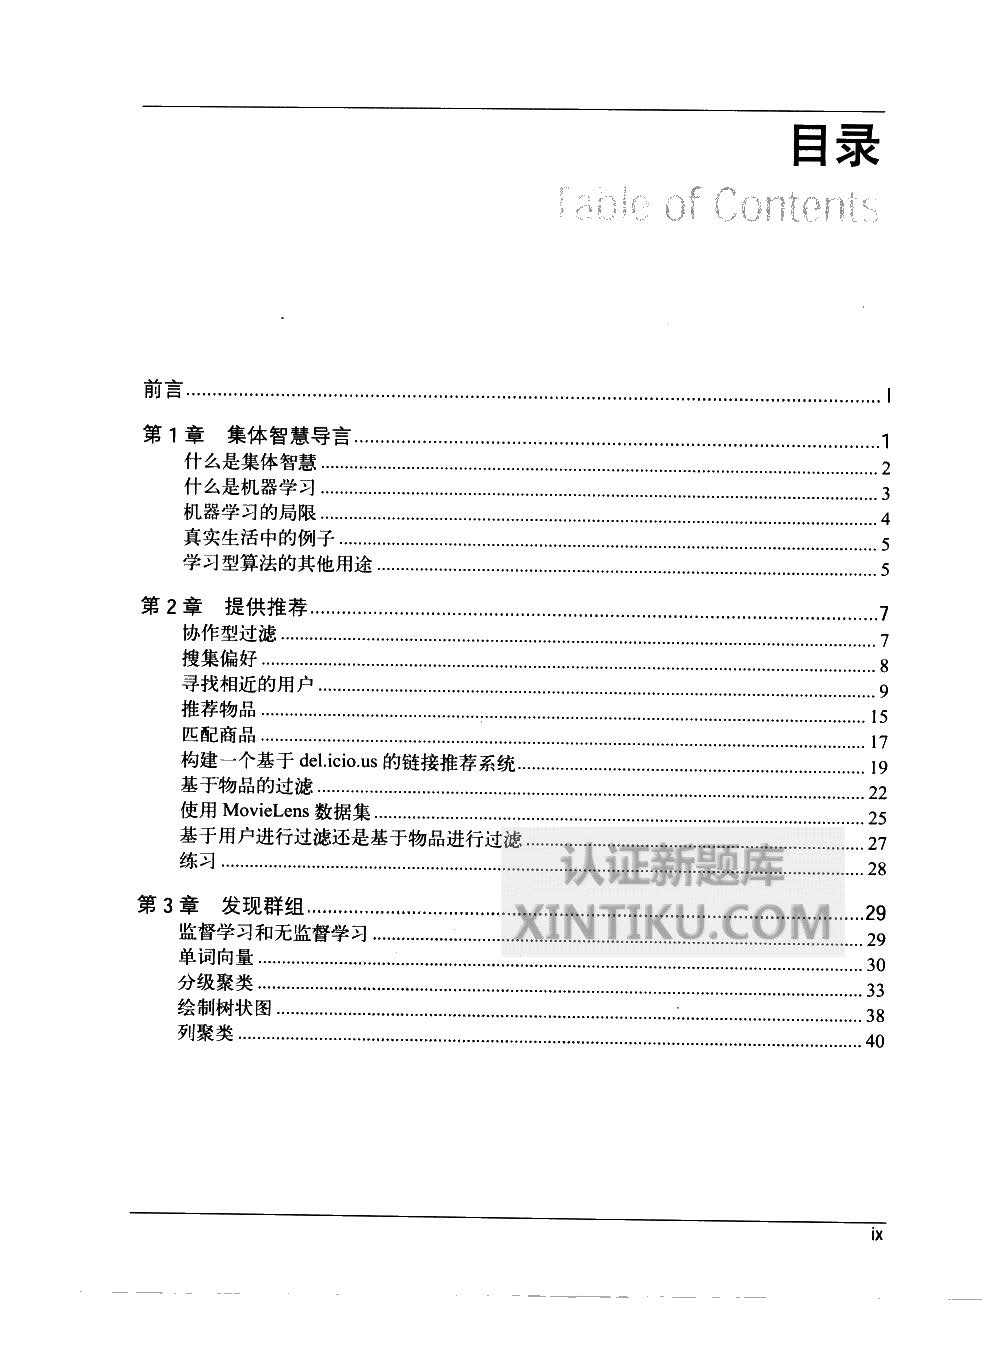 目录
Table of Contents
前言 I
第1章 集体智慧导言 1
什么是集体智慧 2
什么是机器学习 3
机器学习的局限 4
真实生活中的例子 5
学习型算法的其他用途 5
第2章 提供推荐 7
协作型过滤 7
搜集偏好 8
寻找相近的用户 9
推荐物品 15
匹配商品 17
构建一个基于 del.icio.us 的链接推荐系统 19
基于物品的过滤 22
使用 MovieLens 数据集 25
基于用户进行过滤还是基于物品进行过滤 27
练习 28
第3章 发现群组 29
监督学习和无监督学习 29
单词向量 30
分级聚类 33
绘制树状图 38
列聚类 40
认证新题库
XINTIKU.COM
ix